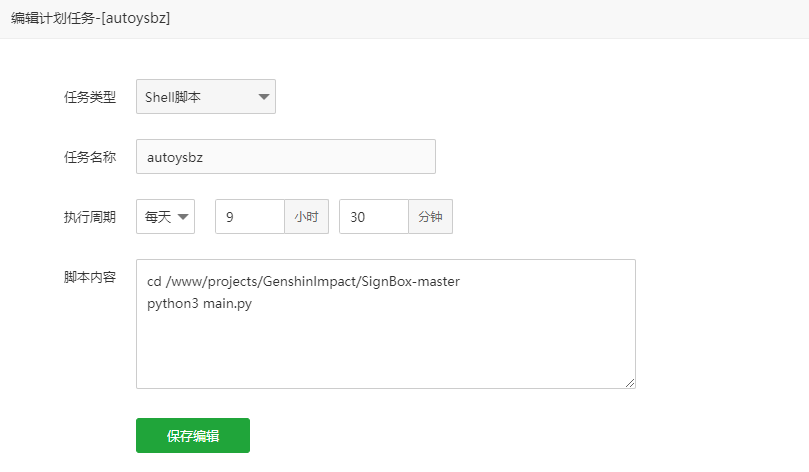 编辑计划任务-[autoysbz]
任务类型 Shell脚本
任务名称 autoysbz
执行周期 每天 9 小时 30 分钟
脚本内容 cd /www/projects/GenshinImpact/SignBox-master
python3 main.py
保存编辑